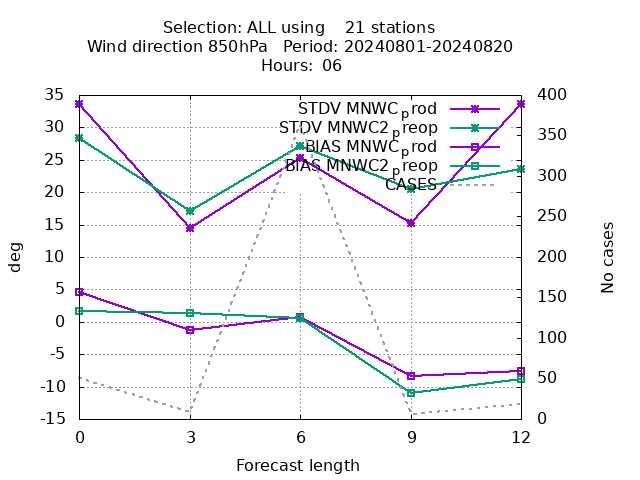 Selection: ALL using    21 stations
Wind direction 850hPa   Period: 20240801-20240820
Hours: 06
35
30
25
20
15
10
5
0
-5
-10
-15
deg
400
350
300
250
200
150
100
50
0
No cases
STDV MNWC_prod
STDV MNWC2_preop
BIAS MNWC_prod
BIAS MNWC2_preop
CASES
0 3 6 9 12
Forecast length